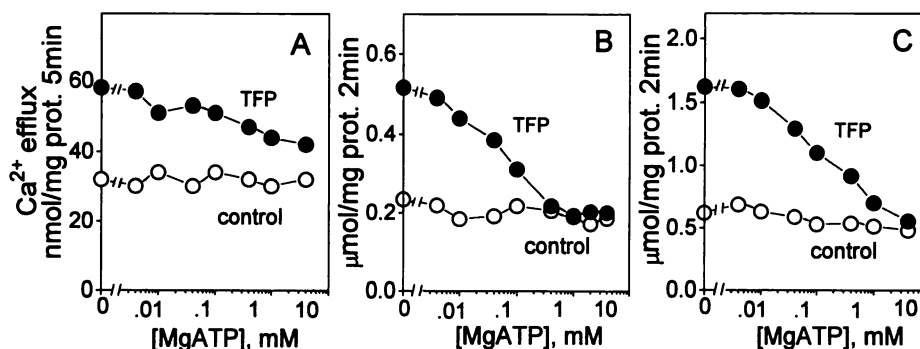 Ca2+ efflux
nmol/mg prot. 5min
60
40
20
0
A
TFP
control
0 .01 .1 1 10
[MgATP], mM
μmol/mg prot. 2min
0.6
0.4
0.2
0.0
B
TFP
control
0 .01 .1 1 10
[MgATP], mM
μmol/mg prot. 2min
2.0
1.5
1.0
0.5
0.0
C
TFP
control
0 .01 .1 1 10
[MgATP], mM